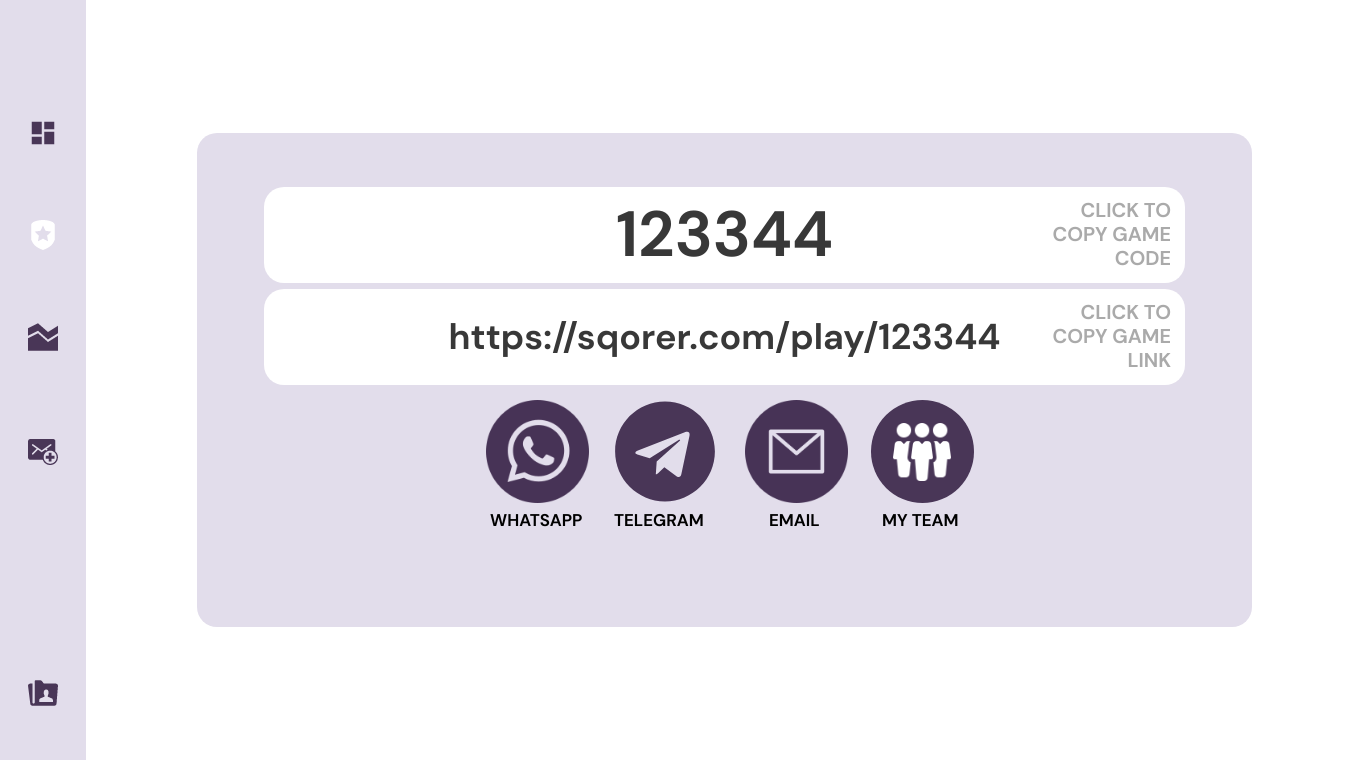 123344
CLICK TO
COPY GAME
CODE
https://sqorer.com/play/123344
CLICK TO
COPY GAME
LINK
WHATSAPP
TELEGRAM
EMAIL
MY TEAM